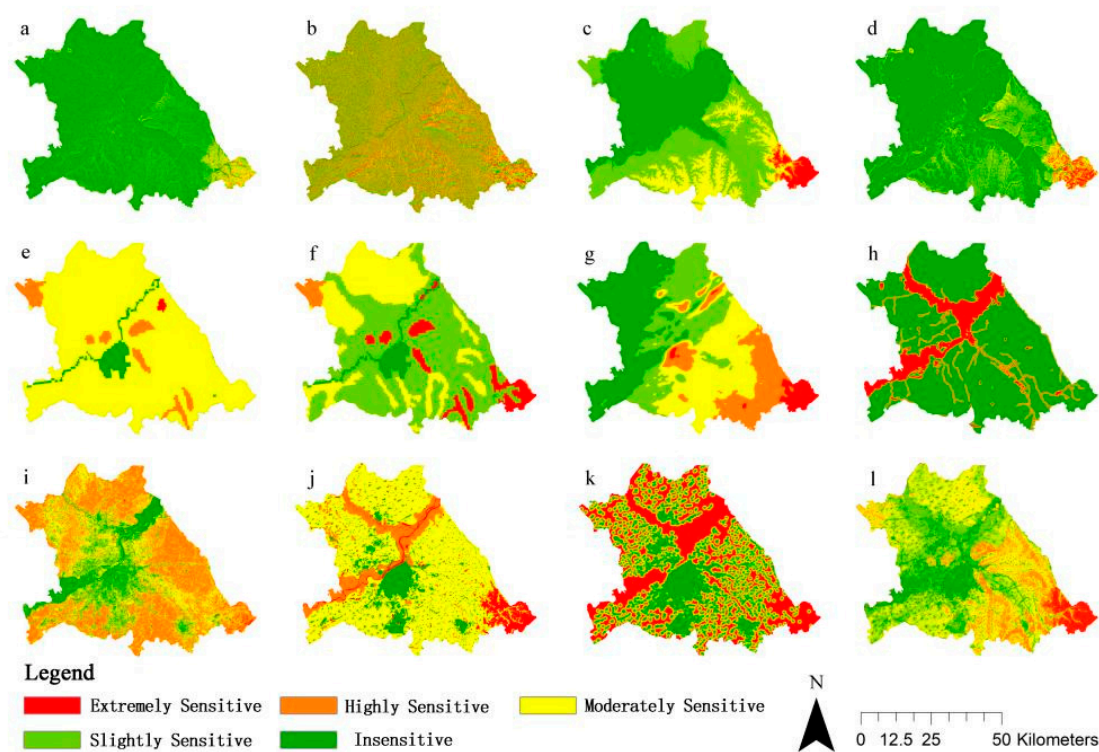 a b c d
e f g h
i j k l
Legend
Extremely Sensitive Highly Sensitive Moderately Sensitive
Slightly Sensitive Insensitive
N
0 12.5 25 50 Kilometers